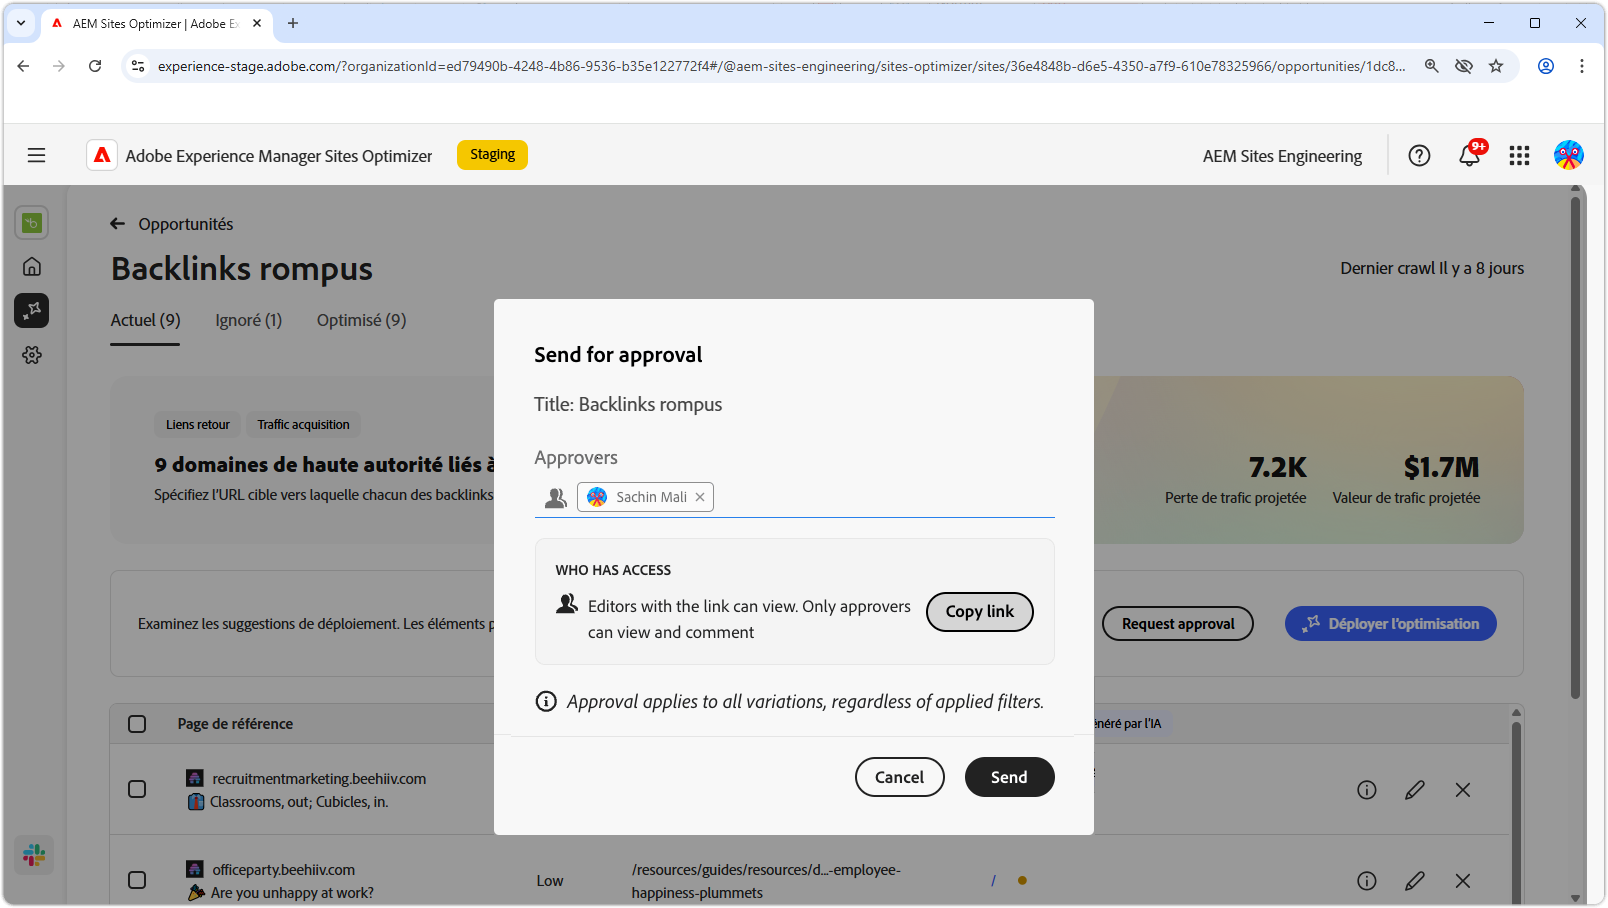 AEM Sites Optimizer | Adobe Ex
experience-stage.adobe.com/?organizationId=ed79490b-4248-4b86-9536-b35e122772f4#/@aem-sites-engineering/sites-optimizer/sites/36e4848b-d6e5-4350-a7f9-610e78325966/opportunities/1dc8...
Adobe Experience Manager Sites Optimizer
Staging
AEM Sites Engineering
9+
Opportunités
Backlinks rompus
Dernier crawl Il y a 8 jours
Actuel (9)
Ignoré (1)
Optimisé (9)
Liens retour
Traffic acquisition
9 domaines de haute autorité liés à
Spécifiez l'URL cible vers laquelle chacun des backlinks
7.2K
Perte de trafic projetée
$1.7M
Valeur de trafic projetée
Examinez les suggestions de déploiement. Les éléments p
Request approval
Déployer l'optimisation
Send for approval
Title: Backlinks rompus
Approvers
Sachin Mali
WHO HAS ACCESS
Editors with the link can view. Only approvers
can view and comment
Copy link
Approval applies to all variations, regardless of applied filters.
Cancel
Send
Page de référence
énéré par l'IA
recruitmentmarketing.beehiiv.com
Classrooms, out; Cubicles, in.
officeparty.beehiiv.com
Are you unhappy at work?
Low
/resources/guides/resources/d...-employee-
happiness-plummets
/